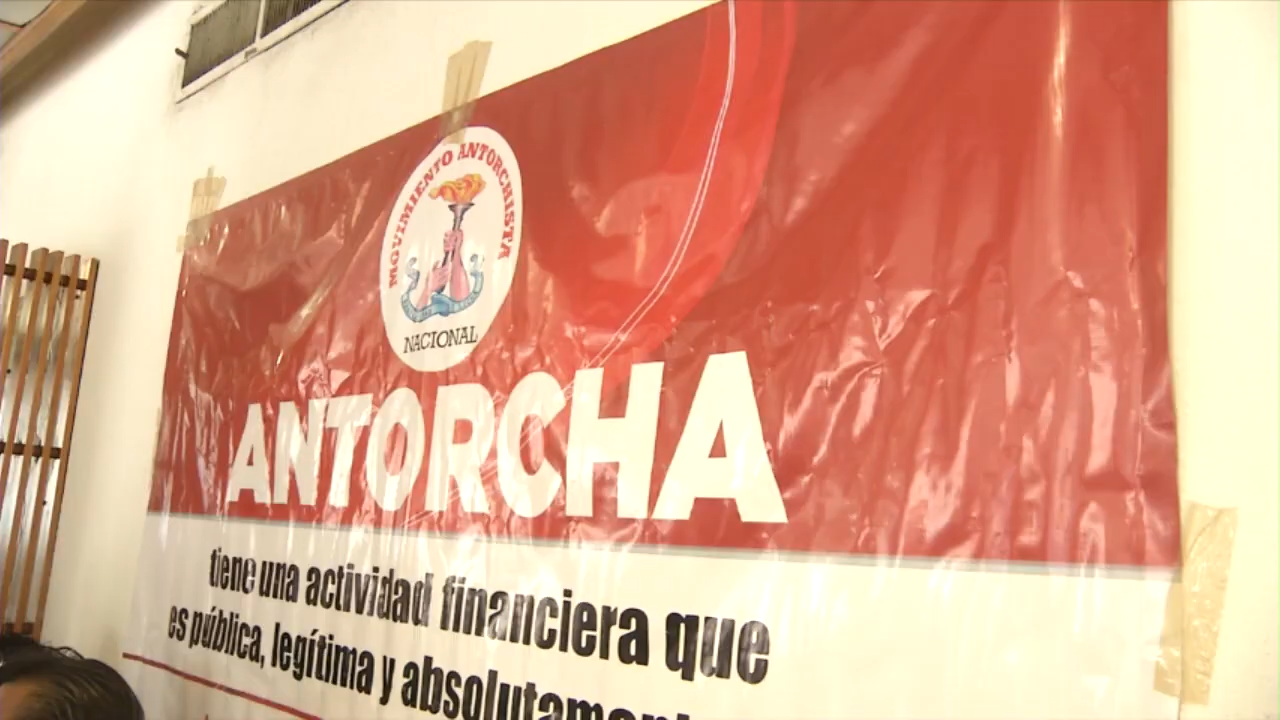 MOVIMIENTO ANTORCHISTA
NACIONAL
ANTORCHA
tiene una actividad financiera que
es pública, legítima y